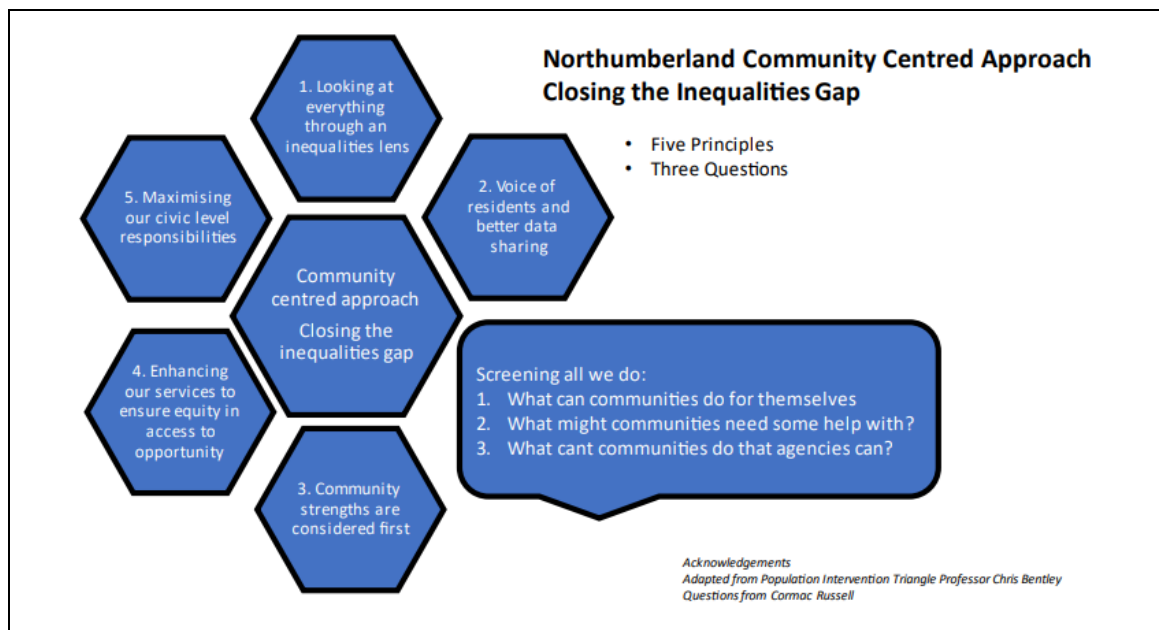 Northumberland Community Centred Approach
Closing the Inequalities Gap
• Five Principles
• Three Questions
1. Looking at
everything
through an
inequalities lens
2. Voice of
residents and
better data
sharing
3. Community
strengths are
considered first
4. Enhancing
our services to
ensure equity in
access to
opportunity
5. Maximising
our civic level
responsibilities
Community
centred approach
Closing the
inequalities gap
Screening all we do:
1. What can communities do for themselves
2. What might communities need some help with?
3. What cant communities do that agencies can?
Acknowledgements
Adapted from Population Intervention Triangle Professor Chris Bentley
Questions from Cormac Russell